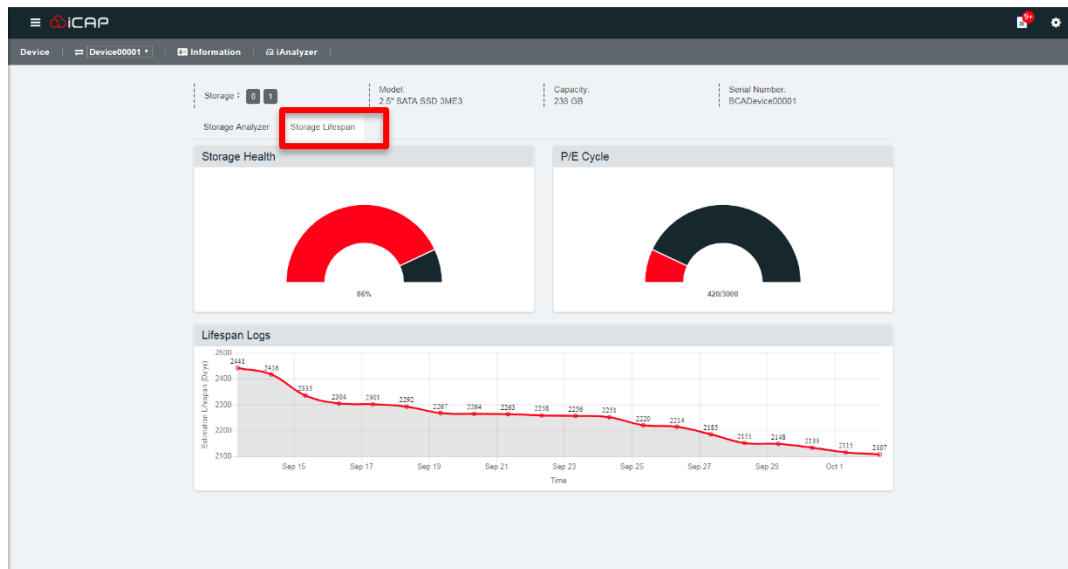 iCAP 9+
Device Device00001 Information iAnalyzer
Storage : 0 1
Model:
2.5" SATA SSD 3ME3
Capacity:
238 GB
Serial Number:
BCADevice00001
Storage Analyzer Storage Lifespan
Storage Health
86%
P/E Cycle
420/3000
Lifespan Logs
Estimation Lifespan (Days)
2500
2400
2300
2200
2100
2441 2416 2335 2304 2301 2292 2267 2264 2263 2258 2256 2251 2220 2214 2185 2151 2148 2133 2115 2107
Sep 15 Sep 17 Sep 19 Sep 21 Sep 23 Sep 25 Sep 27 Sep 29 Oct 1
Time